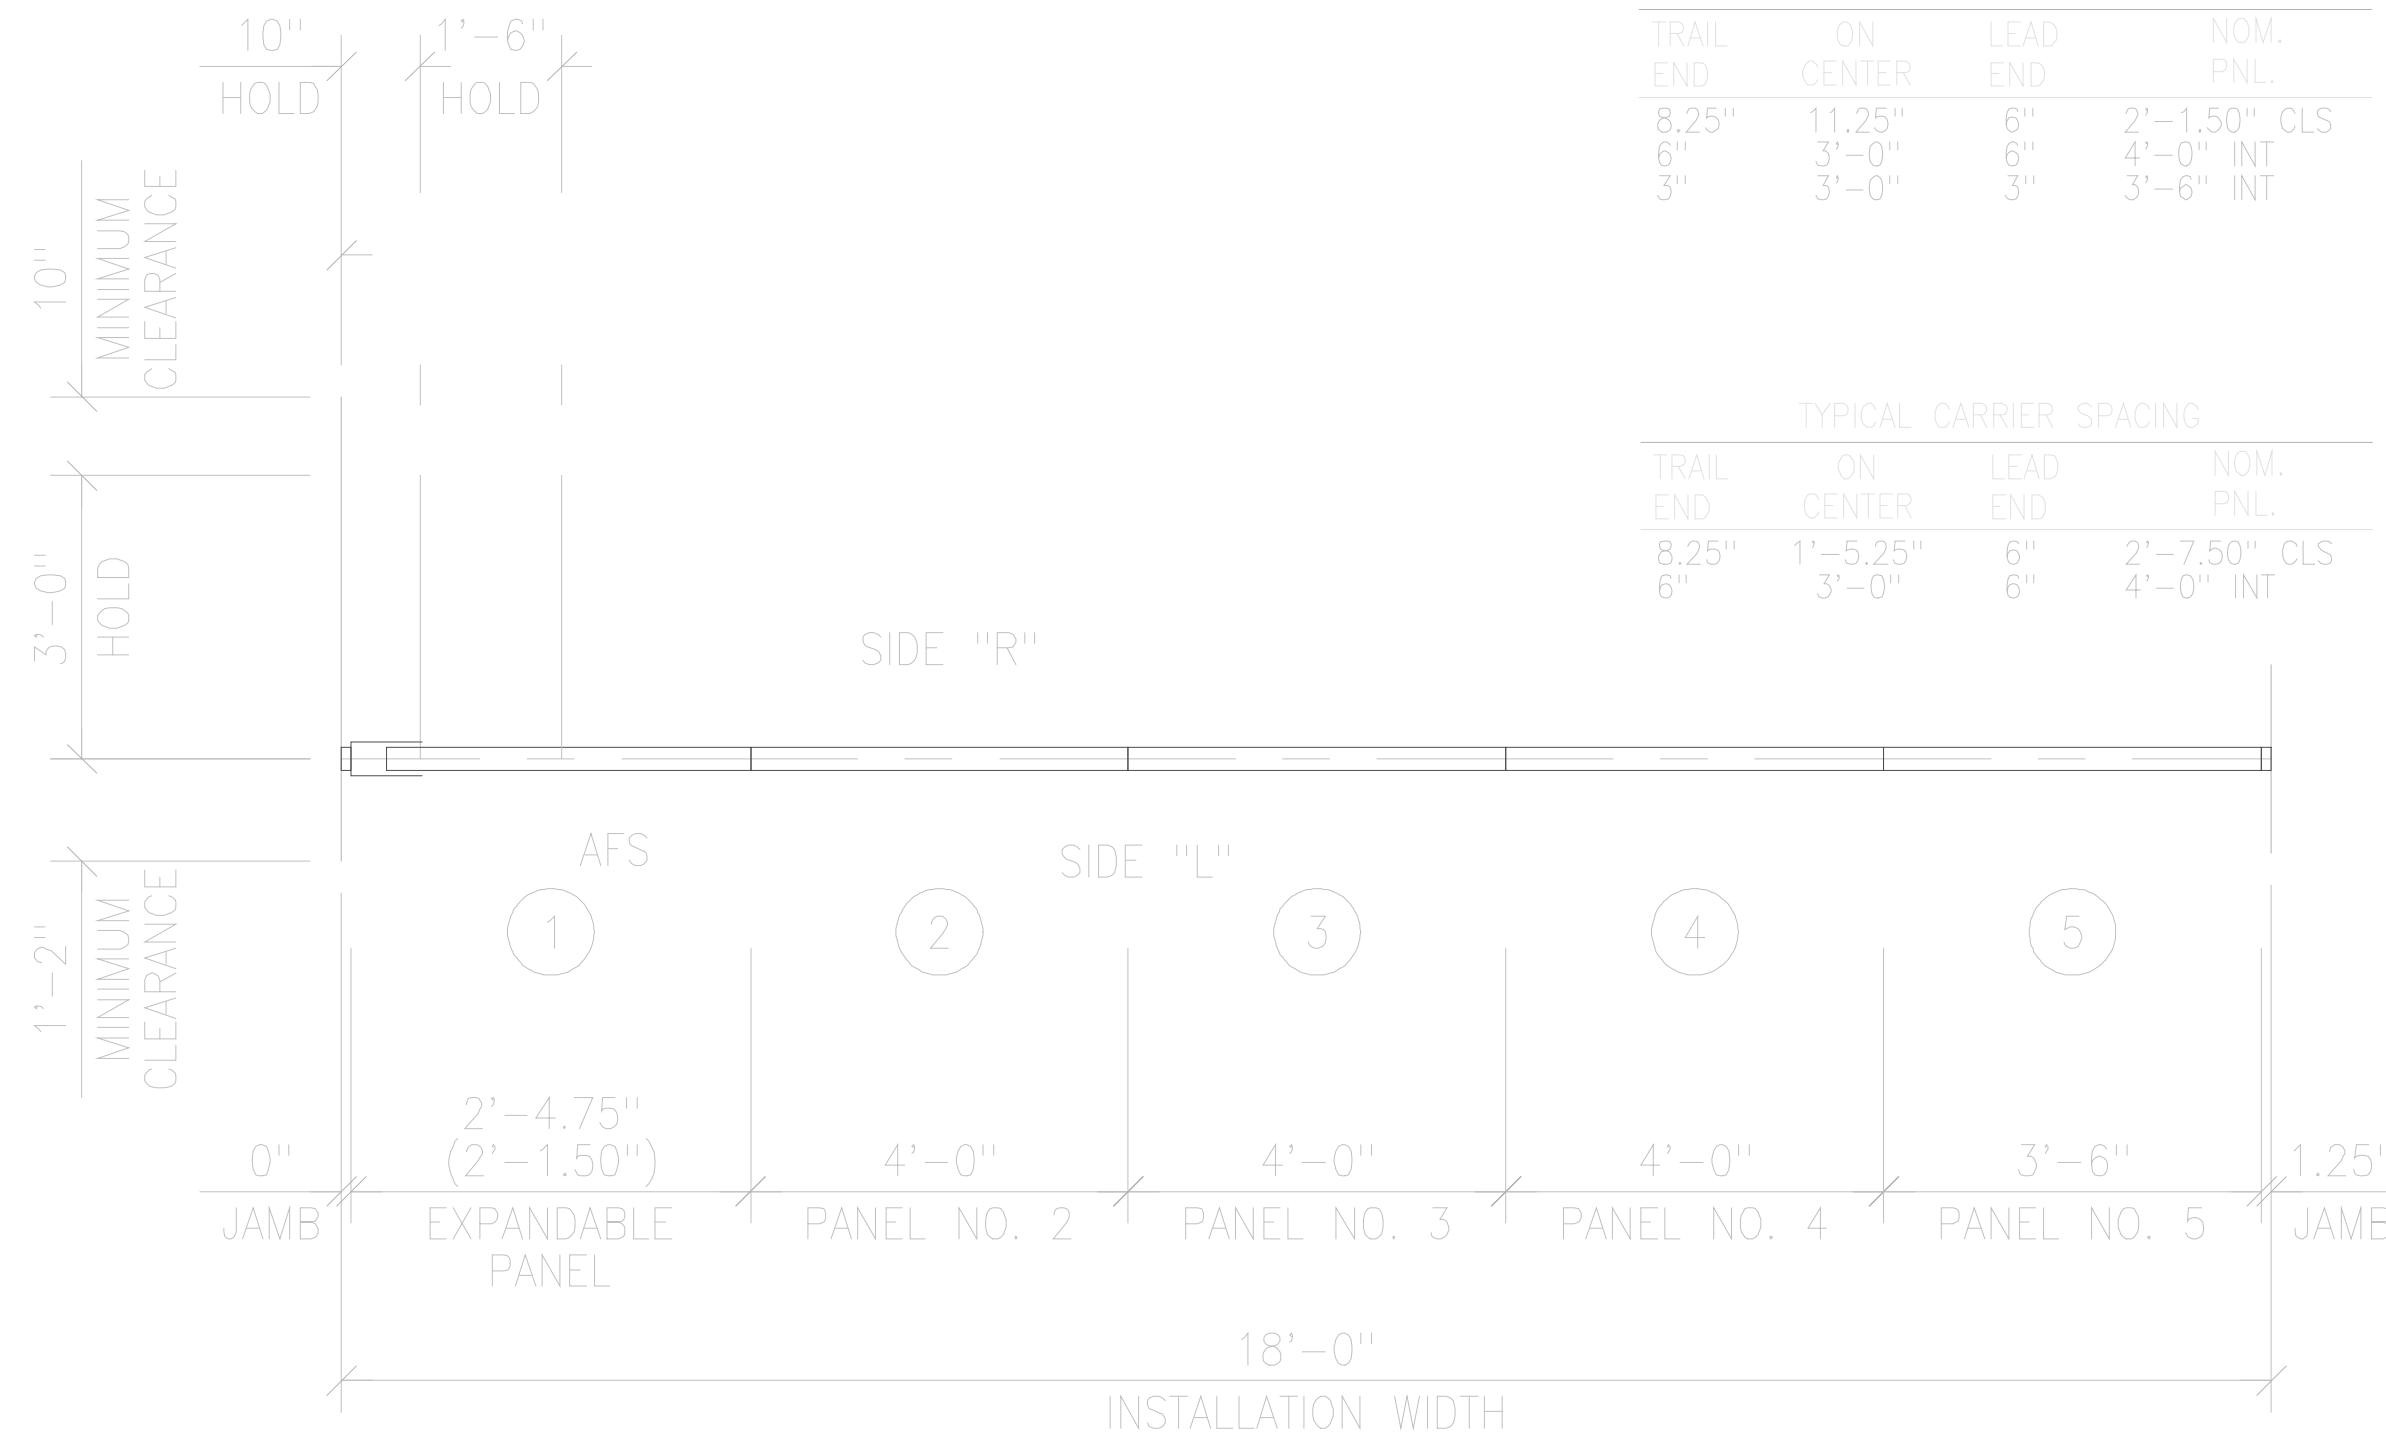 10" 1'-6"
HOLD HOLD
TRAIL ON LEAD NOM.
END CENTER END PNL.
8.25" 11.25" 6" 2'-1.50" CLS
6" 3'-0" 6" 4'-0" INT
3" 3'-0" 3" 3'-6" INT
10"
MINIMUM
CLEARANCE
TYPICAL CARRIER SPACING
TRAIL ON LEAD NOM.
END CENTER END PNL.
8.25" 1'-5.25" 6" 2'-7.50" CLS
6" 3'-0" 6" 4'-0" INT
3'-0"
HOLD
SIDE "R"
AFS
SIDE "L"
1 2 3 4 5
1'-2"
MINIMUM
CLEARANCE
2'-4.75"
0" (2'-1.50") 4'-0" 4'-0" 4'-0" 3'-6" 1.25"
JAMB EXPANDABLE PANEL NO. 2 PANEL NO. 3 PANEL NO. 4 PANEL NO. 5 JAMB
PANEL
18'-0"
INSTALLATION WIDTH